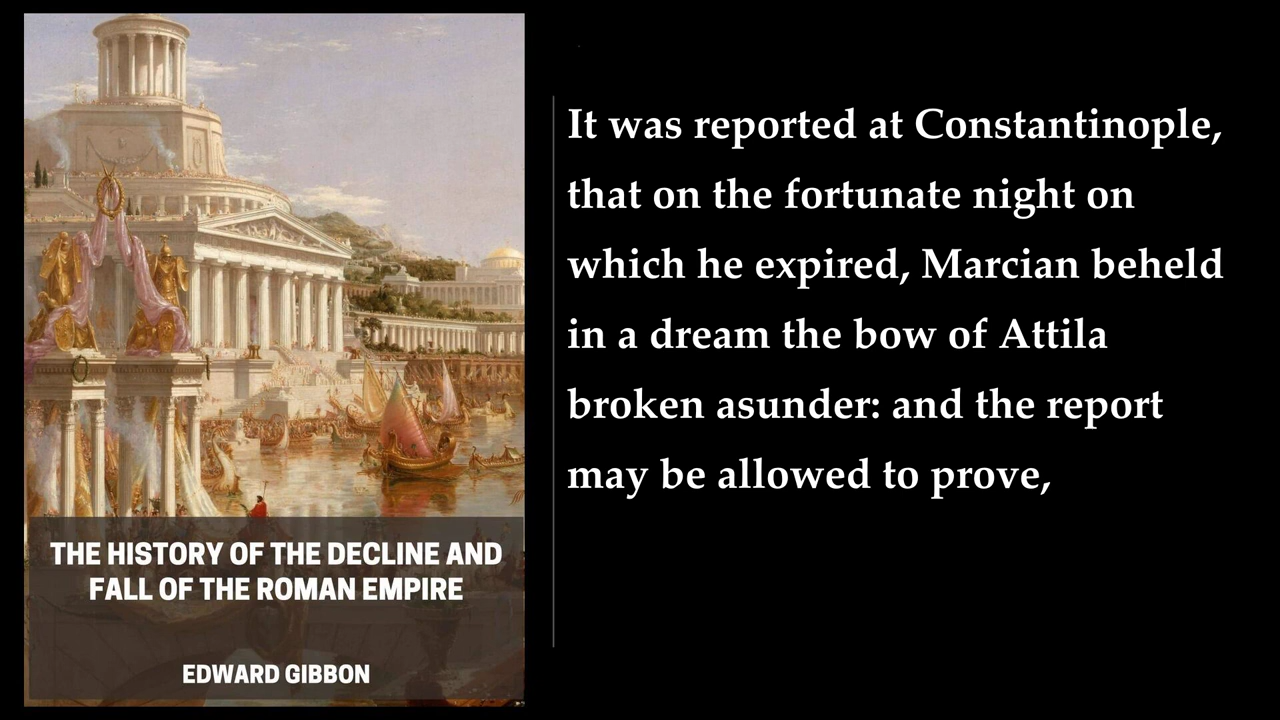 It was reported at Constantinople,
that on the fortunate night on
which he expired, Marcian beheld
in a dream the bow of Attila
broken asunder: and the report
may be allowed to prove,
THE HISTORY OF THE DECLINE AND
FALL OF THE ROMAN EMPIRE
EDWARD GIBBON